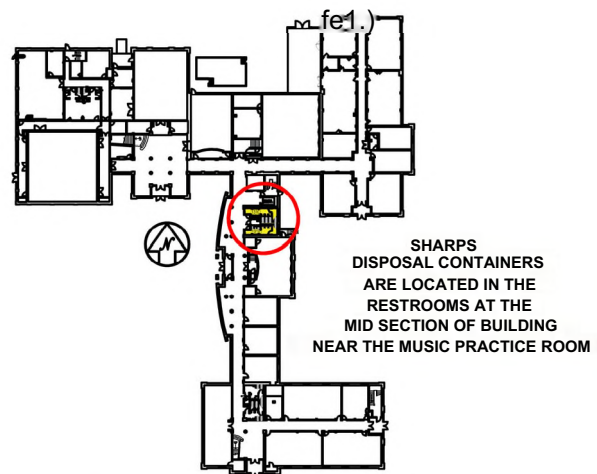 fe1.)
N
SHARPS
DISPOSAL CONTAINERS
ARE LOCATED IN THE
RESTROOMS AT THE
MID SECTION OF BUILDING
NEAR THE MUSIC PRACTICE ROOM